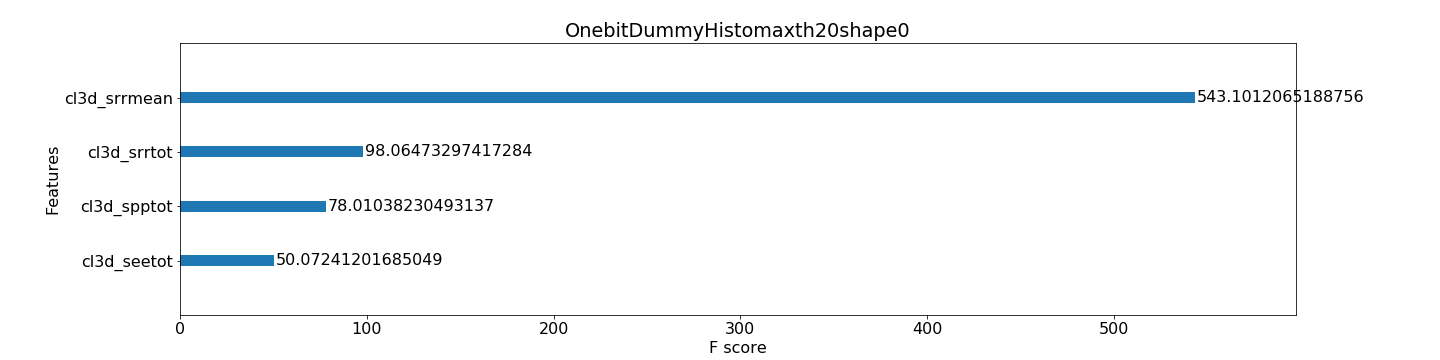 OnebitDummyHistomaxth20shape0
Features
cl3d_srrmean
543.1012065188756
cl3d_srrtot
98.06473297417284
cl3d_spptot
78.01038230493137
cl3d_seetot
50.07241201685049
0 100 200 300 400 500
F score